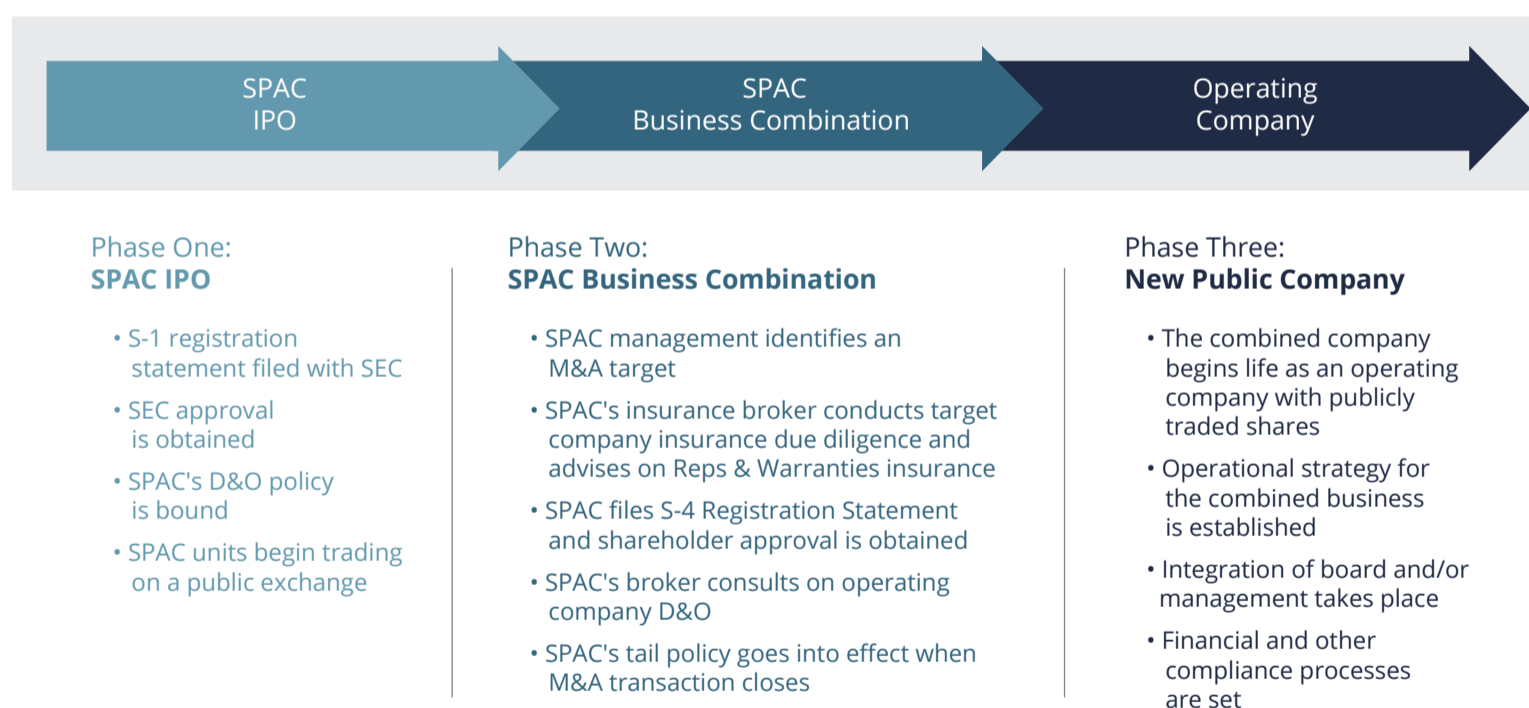 SPAC
IPO
SPAC
Business Combination
Operating
Company
Phase One:
SPAC IPO
• S-1 registration
statement filed with SEC
• SEC approval
is obtained
• SPAC's D&O policy
is bound
• SPAC units begin trading
on a public exchange
Phase Two:
SPAC Business Combination
• SPAC management identifies an
M&A target
• SPAC's insurance broker conducts target
company insurance due diligence and
advises on Reps & Warranties insurance
• SPAC files S-4 Registration Statement
and shareholder approval is obtained
• SPAC's broker consults on operating
company D&O
• SPAC's tail policy goes into effect when
M&A transaction closes
Phase Three:
New Public Company
• The combined company
begins life as an operating
company with publicly
traded shares
• Operational strategy for
the combined business
is established
• Integration of board and/or
management takes place
• Financial and other
compliance processes
are set